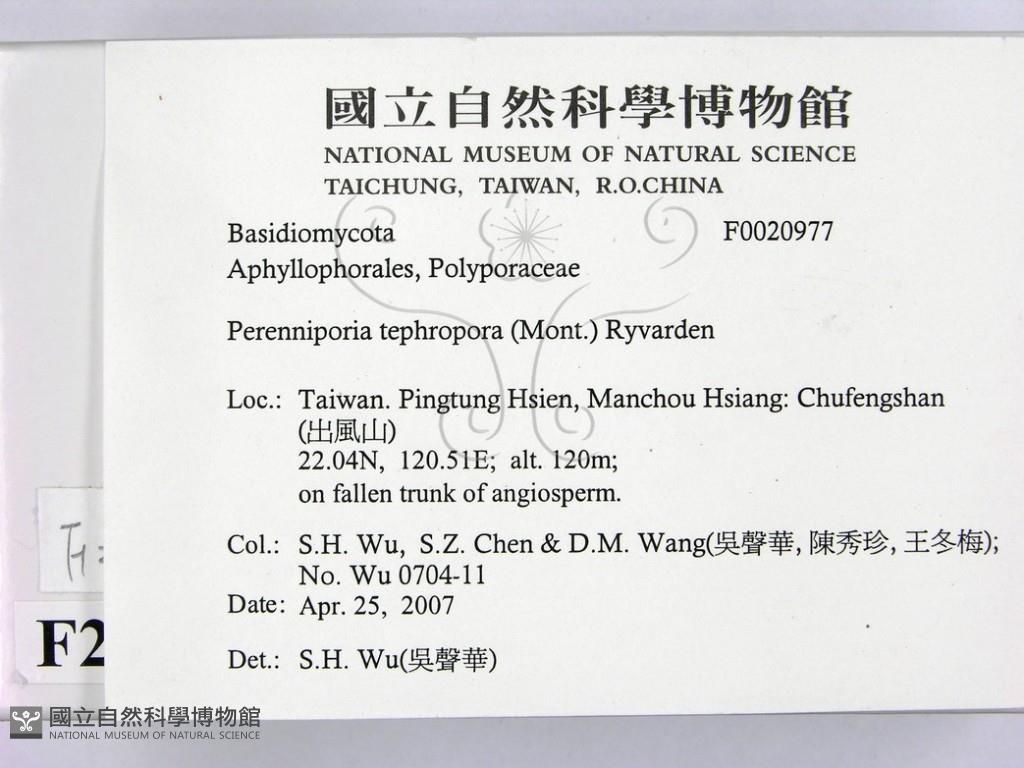 國立自然科學博物館
NATIONAL MUSEUM OF NATURAL SCIENCE
TAICHUNG, TAIWAN, R.O.CHINA
Basidiomycota F0020977
Aphyllophorales, Polyporaceae
Perenniporia tephropora (Mont.) Ryvarden
Loc.: Taiwan. Pingtung Hsien, Manchou Hsiang: Chufengshan
(出風山)
22.04N, 120.51E; alt. 120m;
on fallen trunk of angiosperm.
Col.: S.H. Wu, S.Z. Chen & D.M. Wang(吳聲華, 陳秀珍, 王冬梅);
No. Wu 0704-11
Date: Apr. 25, 2007
Det.: S.H. Wu(吳聲華)
F2
國立自然科學博物館
NATIONAL MUSEUM OF NATURAL SCIENCE